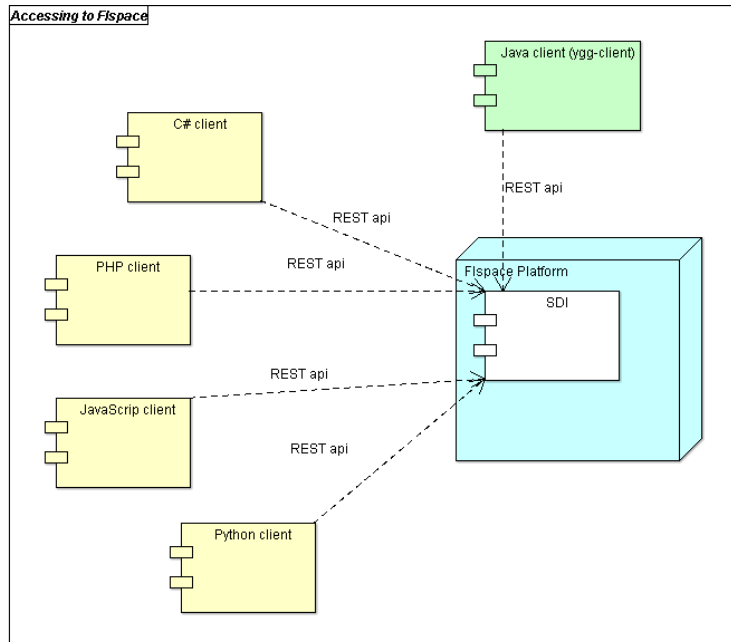 Accessing to FIspace
Java client (ygg-client)
C# client
REST api
REST api
PHP client
REST api
FIspace Platform
SDI
REST api
JavaScrip client
REST api
Python client